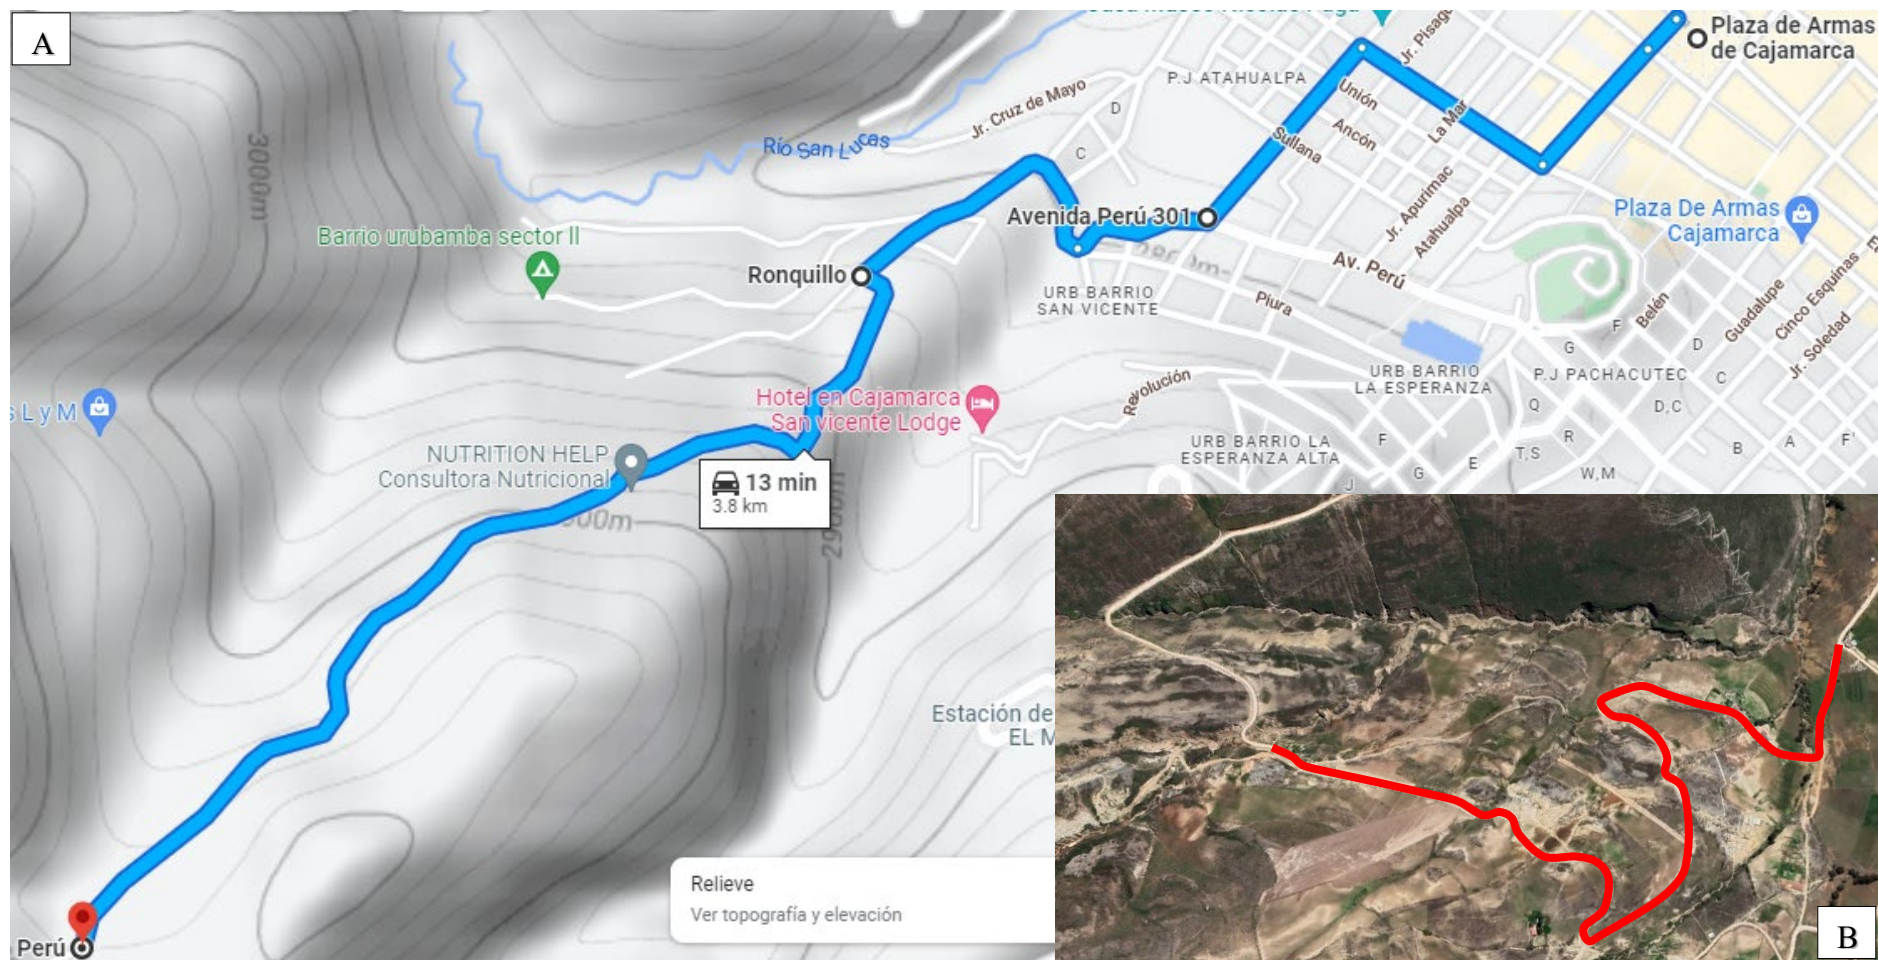 A
Plaza de Armas
de Cajamarca
Jr. Pisago
P.J ATAHUALPA
Unión
Jr. Cruz de Mayo
D
La Mar
Ancón
Sullana
Río San Lucas
C
3000m
Jr. Apurimac
Atahualpa
Avenida Perú 301
Plaza De Armas
Cajamarca
Barrio urubamba sector II
Av. Perú
Ronquillo
URB BARRIO
SAN VICENTE
Piura
Belén
Guadalupe
Cinco Esquinas
Jr. Soledad
F
G
D
URB BARRIO
LA ESPERANZA
P.J PACHACUTEC
C
Revolución
Hotel en Cajamarca
San vicente Lodge
s L y M
Q
D,C
URB BARRIO LA
ESPERANZA ALTA
F
R
B
A
F'
T,S
E
G
W,M
J
NUTRITION HELP
Consultora Nutricional
13 min
3.8 km
Estación de
EL M
Relieve
Ver topografía y elevación
Perú
B